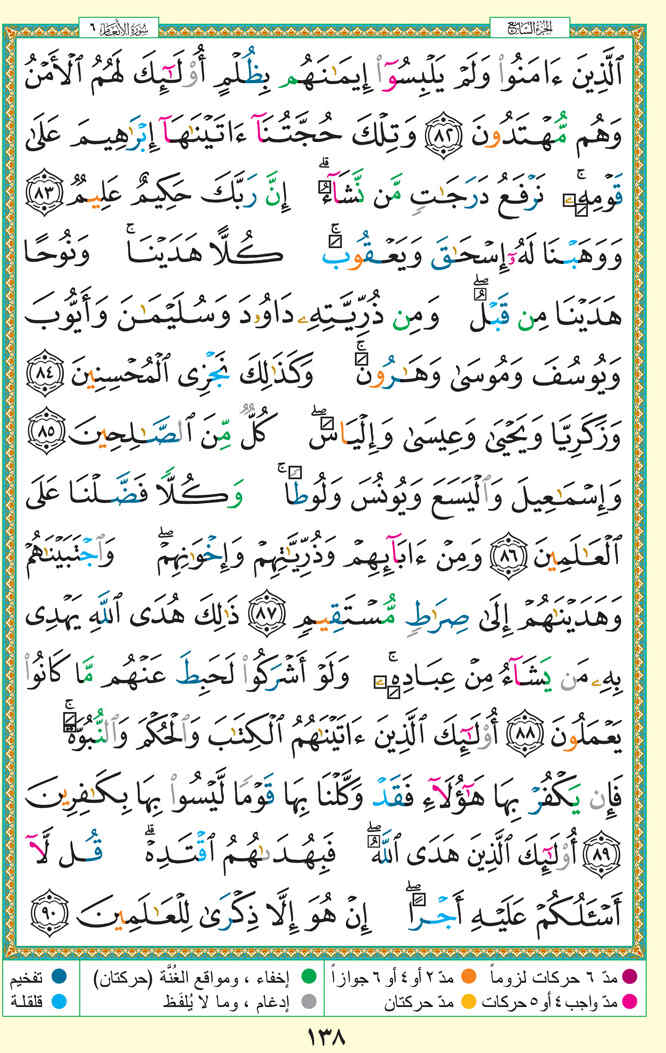 سُورَةُ الأَنْعَام ٦
الجزء السابع
ٱلَّذِينَ ءَامَنُواْ وَلَمْ يَلْبِسُوٓاْ إِيمَٰنَهُم بِظُلْمٍ أُوْلَٰٓئِكَ لَهُمُ ٱلْأَمْنُ
وَهُم مُّهْتَدُونَ ٨٢ وَتِلْكَ حُجَّتُنَآ ءَاتَيْنَٰهَآ إِبْرَٰهِيمَ عَلَىٰ
قَوْمِهِۦۚ نَرْفَعُ دَرَجَٰتٍ مَّن نَّشَآءُۗ إِنَّ رَبَّكَ حَكِيمٌ عَلِيمٌ ٨٣
وَوَهَبْنَا لَهُۥٓ إِسْحَٰقَ وَيَعْقُوبَۚ كُلًّا هَدَيْنَاۚ وَنُوحًا
هَدَيْنَا مِن قَبْلُۖ وَمِن ذُرِّيَّتِهِۦ دَاوُۥدَ وَسُلَيْمَٰنَ وَأَيُّوبَ
وَيُوسُفَ وَمُوسَىٰ وَهَٰرُونَۚ وَكَذَٰلِكَ نَجْزِى ٱلْمُحْسِنِينَ ٨٤
وَزَكَرِيَّا وَيَحْيَىٰ وَعِيسَىٰ وَإِلْيَاسَۖ كُلٌّ مِّنَ ٱلصَّٰلِحِينَ ٨٥
وَإِسْمَٰعِيلَ وَٱلْيَسَعَ وَيُونُسَ وَلُوطًاۚ وَكُلًّا فَضَّلْنَا عَلَى
ٱلْعَٰلَمِينَ ٨٦ وَمِنْ ءَابَآئِهِمْ وَذُرِّيَّٰتِهِمْ وَإِخْوَٰنِهِمْۖ وَٱجْتَبَيْنَٰهُمْ
وَهَدَيْنَٰهُمْ إِلَىٰ صِرَٰطٍ مُّسْتَقِيمٍ ٨٧ ذَٰلِكَ هُدَى ٱللَّهِ يَهْدِى
بِهِۦ مَن يَشَآءُ مِنْ عِبَادِهِۦۚ وَلَوْ أَشْرَكُواْ لَحَبِطَ عَنْهُم مَّا كَانُواْ
يَعْمَلُونَ ٨٨ أُوْلَٰٓئِكَ ٱلَّذِينَ ءَاتَيْنَٰهُمُ ٱلْكِتَٰبَ وَٱلْحُكْمَ وَٱلنُّبُوَّةَۚ
فَإِن يَكْفُرْ بِهَا هَٰٓؤُلَآءِ فَقَدْ وَكَّلْنَا بِهَا قَوْمًا لَّيْسُواْ بِهَا بِكَٰفِرِينَ
٨٩ أُوْلَٰٓئِكَ ٱلَّذِينَ هَدَى ٱللَّهُۖ فَبِهُدَىٰهُمُ ٱقْتَدِهْۗ قُل لَّآ
أَسْـَٔلُكُمْ عَلَيْهِ أَجْرًاۖ إِنْ هُوَ إِلَّا ذِكْرَىٰ لِلْعَٰلَمِينَ ٩٠
مدّ ٦ حركات لزوماً مدّ ٢ أو ٤ أو ٦ جوازاً إخفاء ، ومواقع الغُنَّة (حركتان) تفخيم
مدّ واجب ٤ أو ٥ حركات مدّ حركتان إدغام ، وما لا يُلفَظ قلقلة
١٣٨